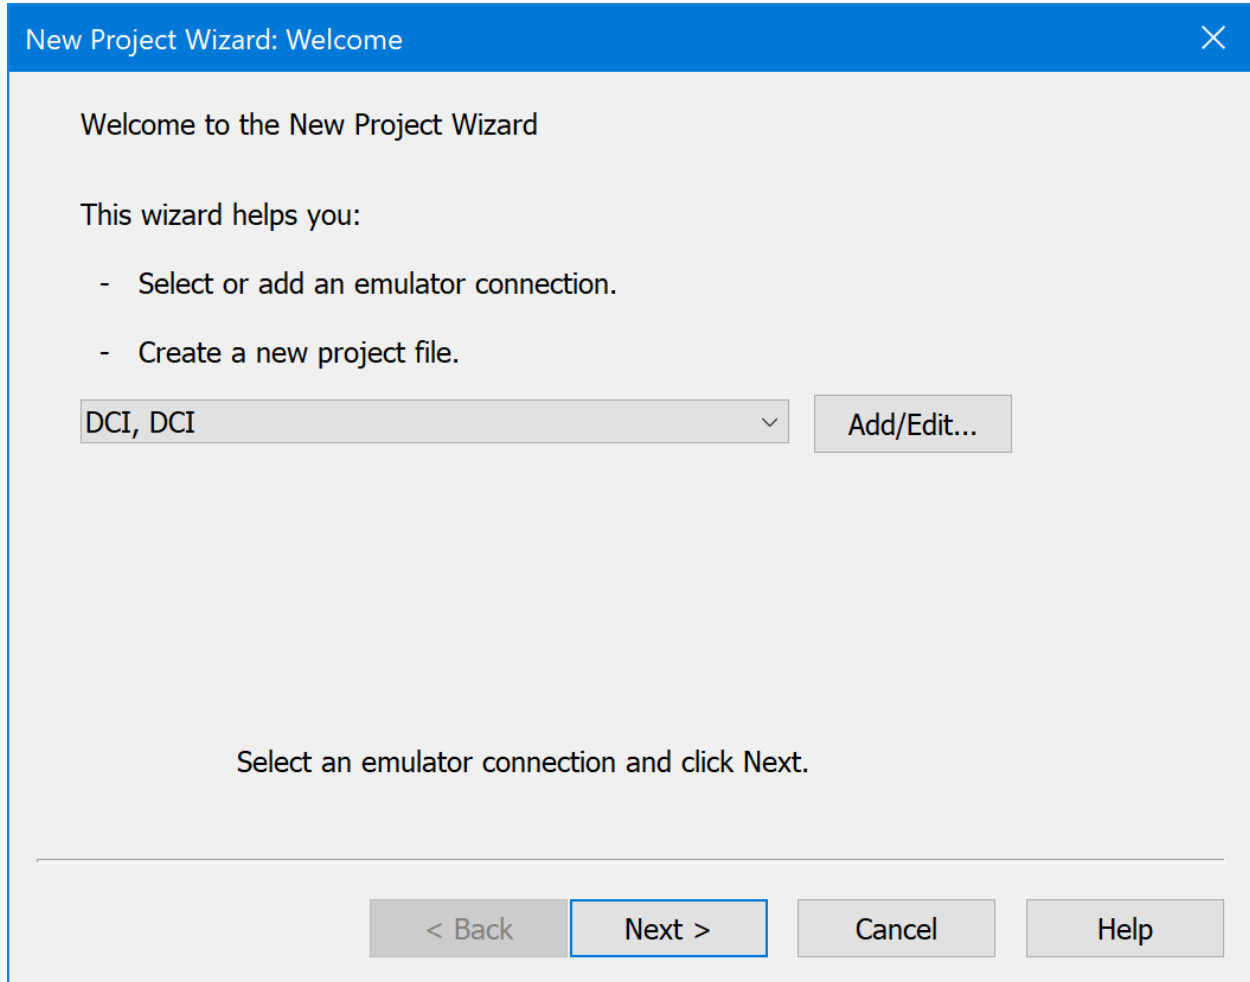 New Project Wizard: Welcome
Welcome to the New Project Wizard
This wizard helps you:
- Select or add an emulator connection.
- Create a new project file.
DCI, DCI
Add/Edit...
Select an emulator connection and click Next.
< Back
Next >
Cancel
Help